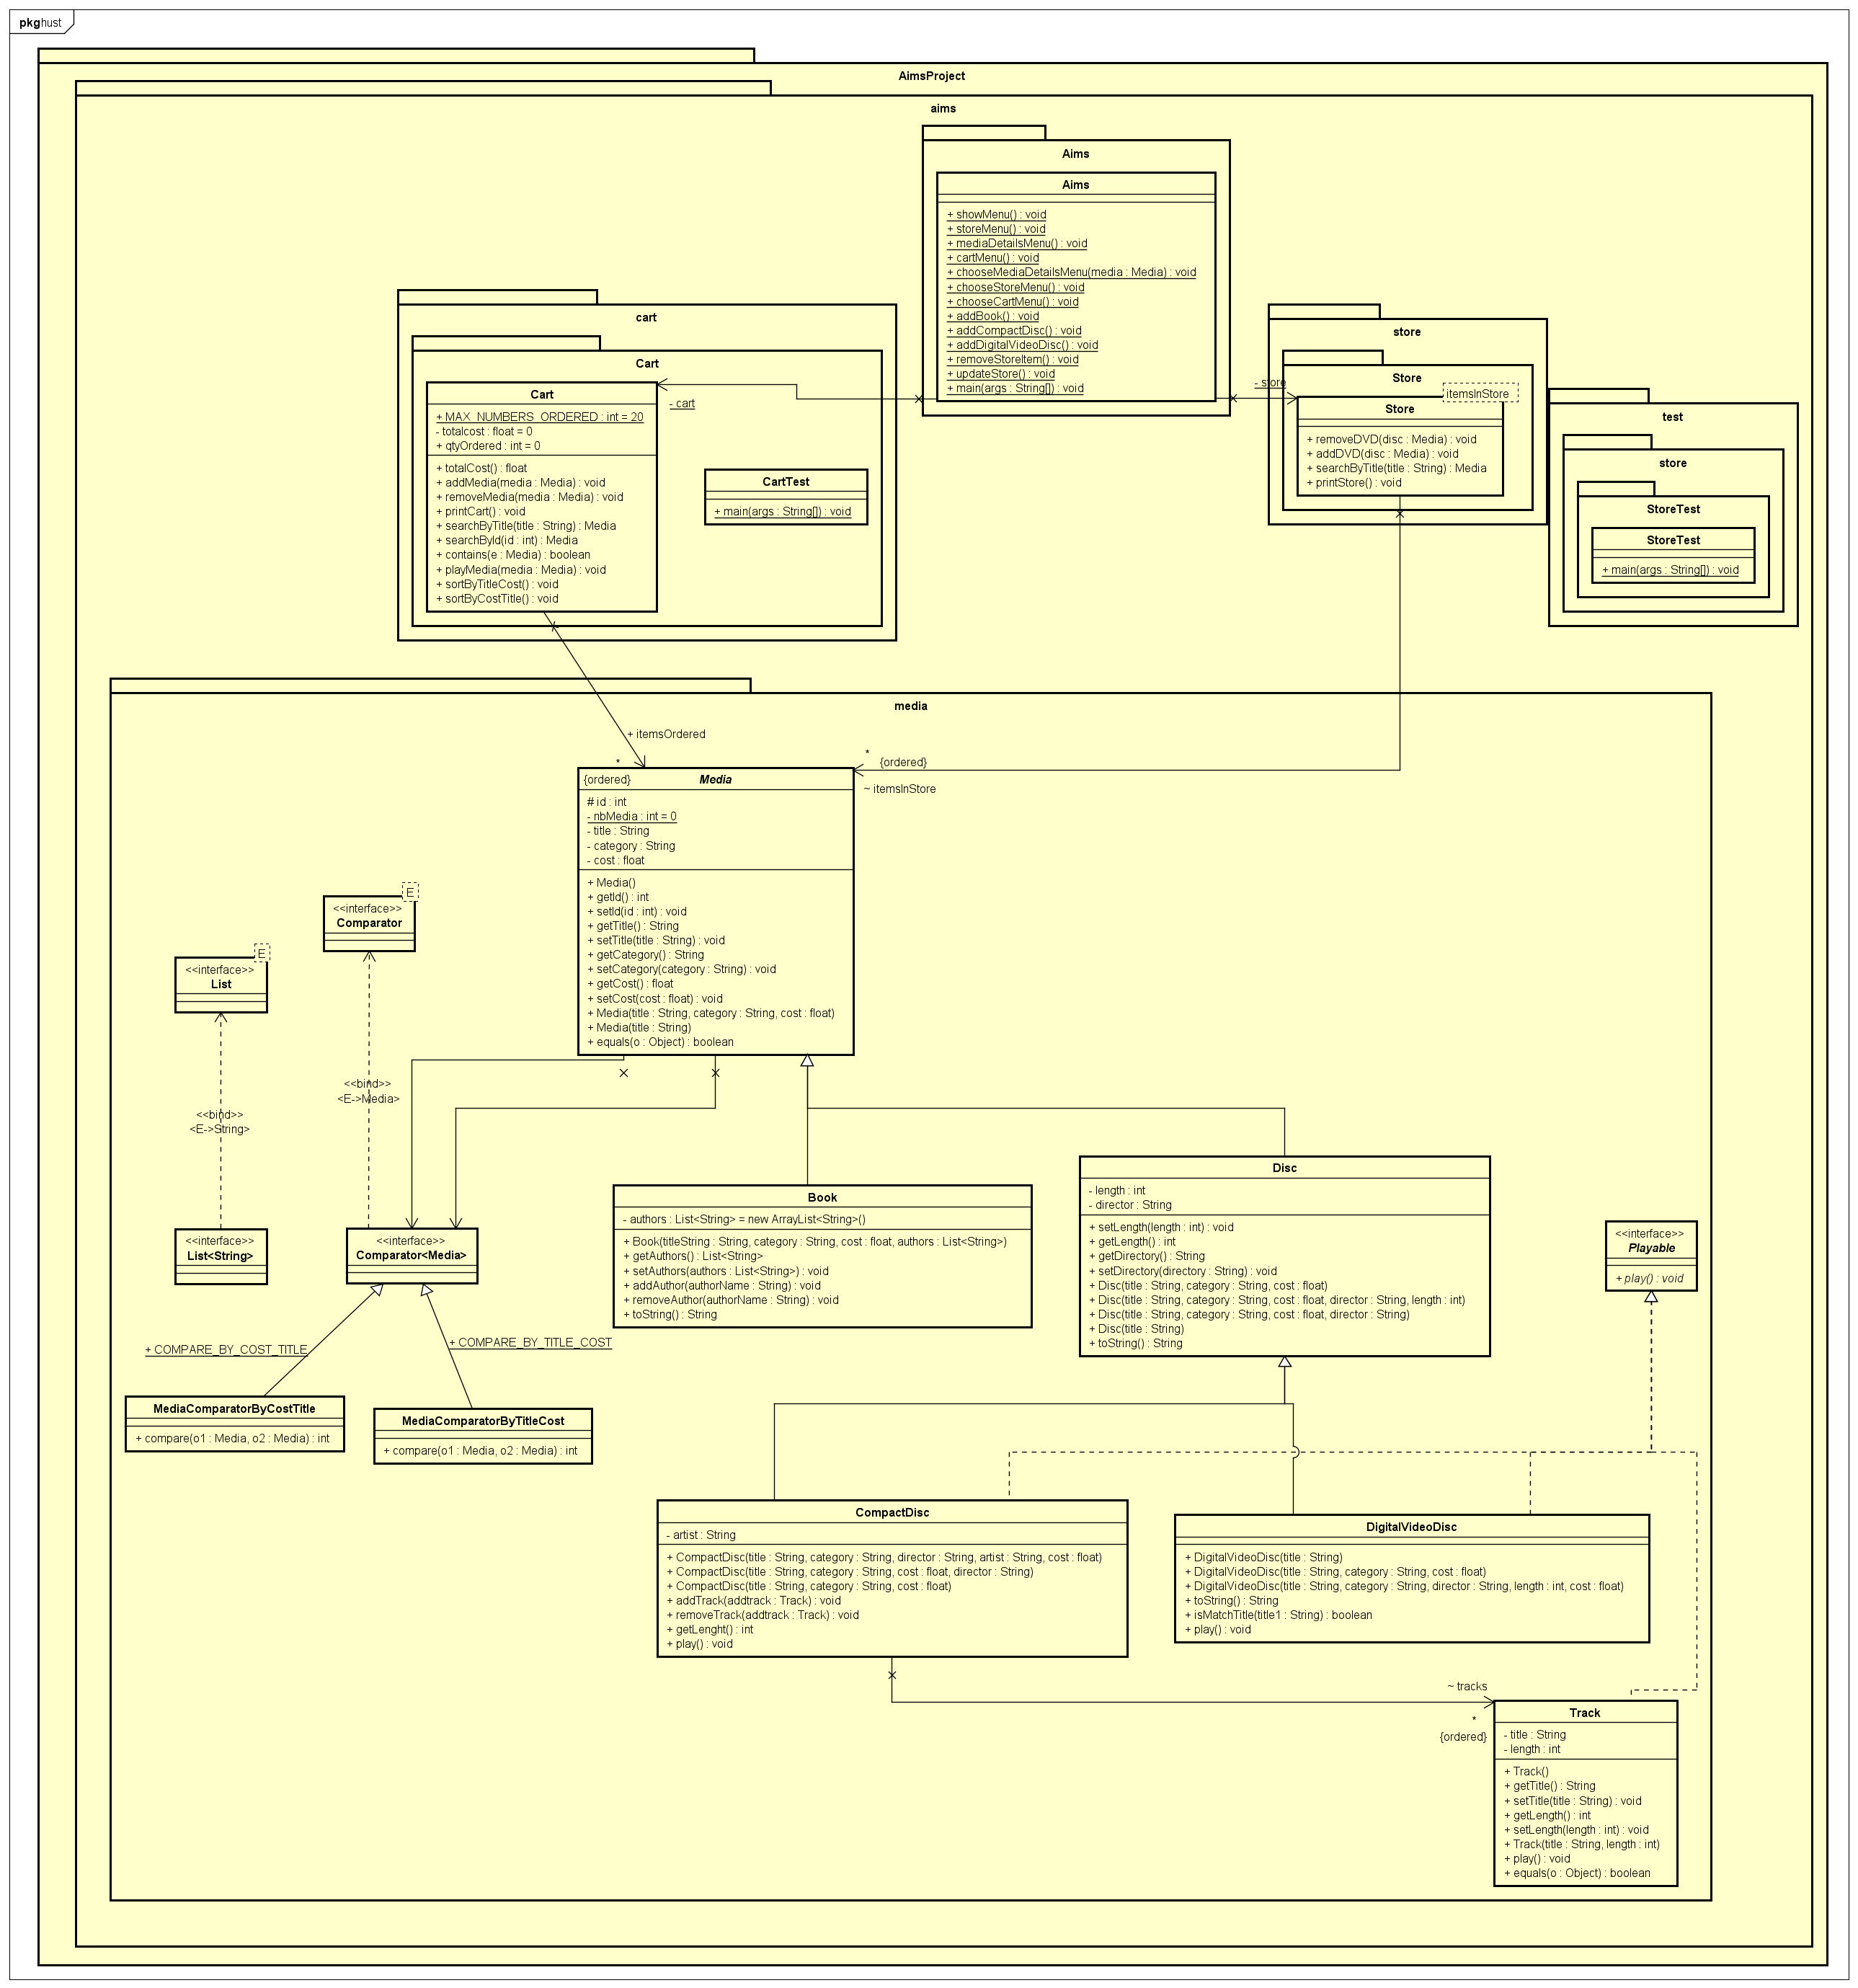 pkg hust
AimsProject
aims
Aims
Aims
+ showMenu() : void
+ storeMenu() : void
+ mediaDetailsMenu() : void
+ cartMenu() : void
+ chooseMediaDetailsMenu(media : Media) : void
+ chooseStoreMenu() : void
+ chooseCartMenu() : void
+ addBook() : void
+ addCompactDisc() : void
+ addDigitalVideoDisc() : void
+ removeStoreItem() : void
+ updateStore() : void
+ main(args : String[]) : void
cart
Cart
Cart
+ MAX_NUMBERS_ORDERED : int = 20
- totalcost : float = 0
+ qtyOrdered : int = 0
+ totalCost() : float
+ addMedia(media : Media) : void
+ removeMedia(media : Media) : void
+ printCart() : void
+ searchByTitle(title : String) : Media
+ searchById(id : int) : Media
+ contains(e : Media) : boolean
+ playMedia(media : Media) : void
+ sortByTitleCost() : void
+ sortByCostTitle() : void
- cart
CartTest
+ main(args : String[]) : void
store
Store
- store
itemsInStore
Store
+ removeDVD(disc : Media) : void
+ addDVD(disc : Media) : void
+ searchByTitle(title : String) : Media
+ printStore() : void
test
store
StoreTest
StoreTest
+ main(args : String[]) : void
media
+ itemsOrdered
*
{ordered}
*
{ordered}
~ itemsInStore
Media
# id : int
- nbMedia : int = 0
- title : String
- category : String
- cost : float
+ Media()
+ getId() : int
+ setId(id : int) : void
+ getTitle() : String
+ setTitle(title : String) : void
+ getCategory() : String
+ setCategory(category : String) : void
+ getCost() : float
+ setCost(cost : float) : void
+ Media(title : String, category : String, cost : float)
+ Media(title : String)
+ equals(o : Object) : boolean
E
<<interface>>
Comparator
E
<<interface>>
List
<<bind>>
<E->Media>
<<bind>>
<E->String>
<<interface>>
List<String>
<<interface>>
Comparator<Media>
+ COMPARE_BY_COST_TITLE
+ COMPARE_BY_TITLE_COST
MediaComparatorByCostTitle
+ compare(o1 : Media, o2 : Media) : int
MediaComparatorByTitleCost
+ compare(o1 : Media, o2 : Media) : int
Book
- authors : List<String> = new ArrayList<String>()
+ Book(titleString : String, category : String, cost : float, authors : List<String>)
+ getAuthors() : List<String>
+ setAuthors(authors : List<String>) : void
+ addAuthor(authorName : String) : void
+ removeAuthor(authorName : String) : void
+ toString() : String
Disc
- length : int
- director : String
+ setLength(length : int) : void
+ getLength() : int
+ getDirectory() : String
+ setDirectory(directory : String) : void
+ Disc(title : String, category : String, cost : float)
+ Disc(title : String, category : String, cost : float, director : String, length : int)
+ Disc(title : String, category : String, cost : float, director : String)
+ Disc(title : String)
+ toString() : String
<<interface>>
Playable
+ play() : void
CompactDisc
- artist : String
+ CompactDisc(title : String, category : String, director : String, artist : String, cost : float)
+ CompactDisc(title : String, category : String, cost : float, director : String)
+ CompactDisc(title : String, category : String, cost : float)
+ addTrack(addtrack : Track) : void
+ removeTrack(addtrack : Track) : void
+ getLenght() : int
+ play() : void
DigitalVideoDisc
+ DigitalVideoDisc(title : String)
+ DigitalVideoDisc(title : String, category : String, cost : float)
+ DigitalVideoDisc(title : String, category : String, director : String, length : int, cost : float)
+ toString() : String
+ isMatchTitle(title1 : String) : boolean
+ play() : void
~ tracks
*
{ordered}
Track
- title : String
- length : int
+ Track()
+ getTitle() : String
+ setTitle(title : String) : void
+ getLength() : int
+ setLength(length : int) : void
+ Track(title : String, length : int)
+ play() : void
+ equals(o : Object) : boolean